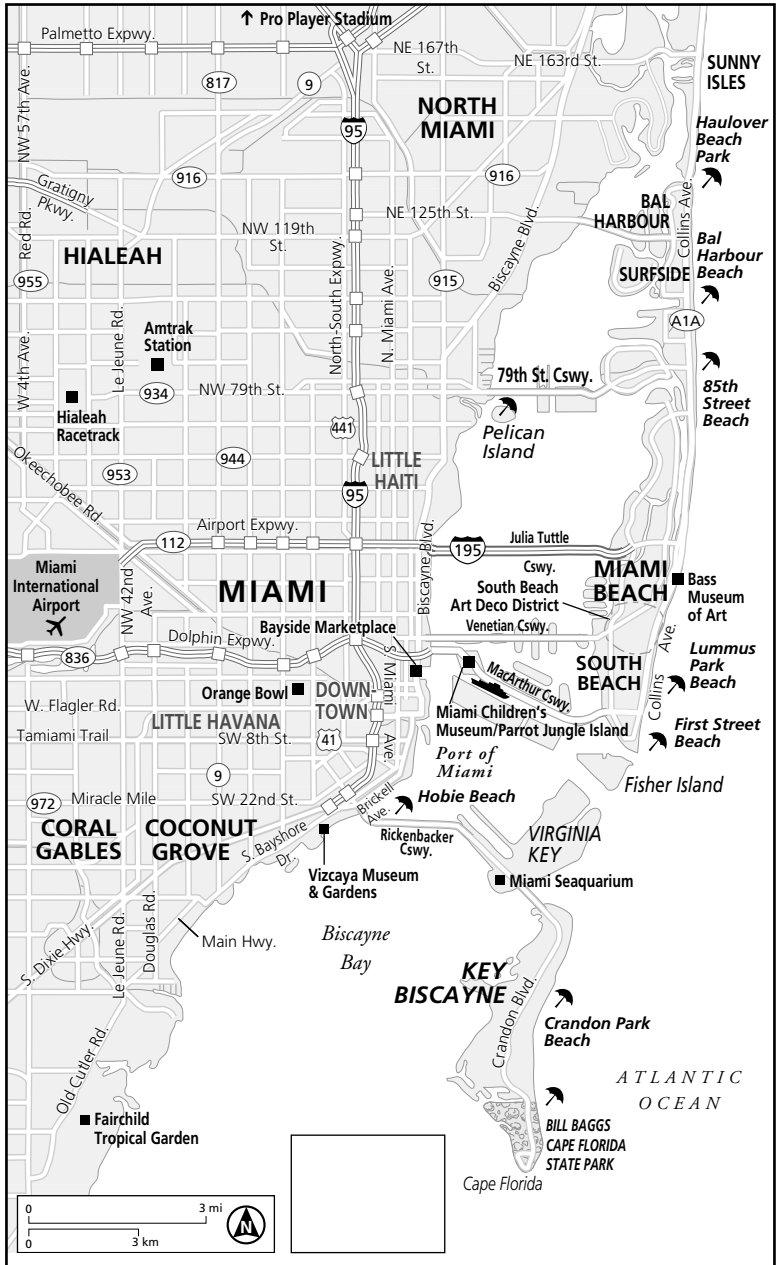 ↑ Pro Player Stadium
Palmetto Expwy.
NE 167th
St.
NE 163rd St.
SUNNY
ISLES
NW 57th Ave.
817
9
95
NORTH
MIAMI
Haulover
Beach
Park
Gratigny
Pkwy.
916
916
NE 125th St.
BAL
HARBOUR
Collins Ave.
Bal
Harbour
Beach
Red Rd.
NW 119th
St.
HIALEAH
North-South Expwy.
N. Miami Ave.
Biscayne Blvd.
SURFSIDE
955
915
A1A
Le Jeune Rd.
Amtrak
Station
W 4th Ave.
934
NW 79th St.
79th St. Cswy.
85th
Street
Beach
Hialeah
Racetrack
441
Pelican
Island
Okeechobee Rd.
953
944
LITTLE
HAITI
95
Airport Expwy.
112
Biscayne Blvd.
195
Julia Tuttle
Cswy.
Miami
International
Airport
NW 42nd
Ave.
MIAMI
MIAMI
BEACH
Bass
Museum
of Art
South Beach
Art Deco District
Venetian Cswy.
Bayside Marketplace
Dolphin Expwy.
836
S. Miami
Ave.
SOUTH
BEACH
Collins
Ave.
Lummus
Park
Beach
MacArthur Cswy.
Orange Bowl
DOWN-
TOWN
W. Flagler Rd.
LITTLE HAVANA
Tamiami Trail
SW 8th St.
41
Miami Children's
Museum/Parrot Jungle Island
First Street
Beach
Port of
Miami
Fisher Island
9
972
Miracle Mile
SW 22nd St.
Brickell
Ave.
Hobie Beach
CORAL
GABLES
COCONUT
GROVE
S. Bayshore
Dr.
Rickenbacker
Cswy.
VIRGINIA
KEY
Vizcaya Museum
& Gardens
Miami Seaquarium
S. Dixie Hwy.
Le Jeune Rd.
Douglas Rd.
Main Hwy.
Biscayne
Bay
KEY
BISCAYNE
Crandon Blvd.
Crandon Park
Beach
Old Cutler Rd.
ATLANTIC
OCEAN
Fairchild
Tropical Garden
BILL BAGGS
CAPE FLORIDA
STATE PARK
Cape Florida
0 3 mi
0 3 km
N